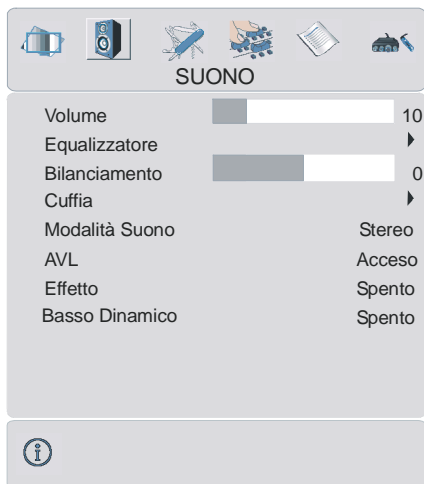 SUONO
Volume 10
Equalizzatore
Bilanciamento 0
Cuffia
Modalità Suono Stereo
AVL Acceso
Effetto Spento
Basso Dinamico Spento